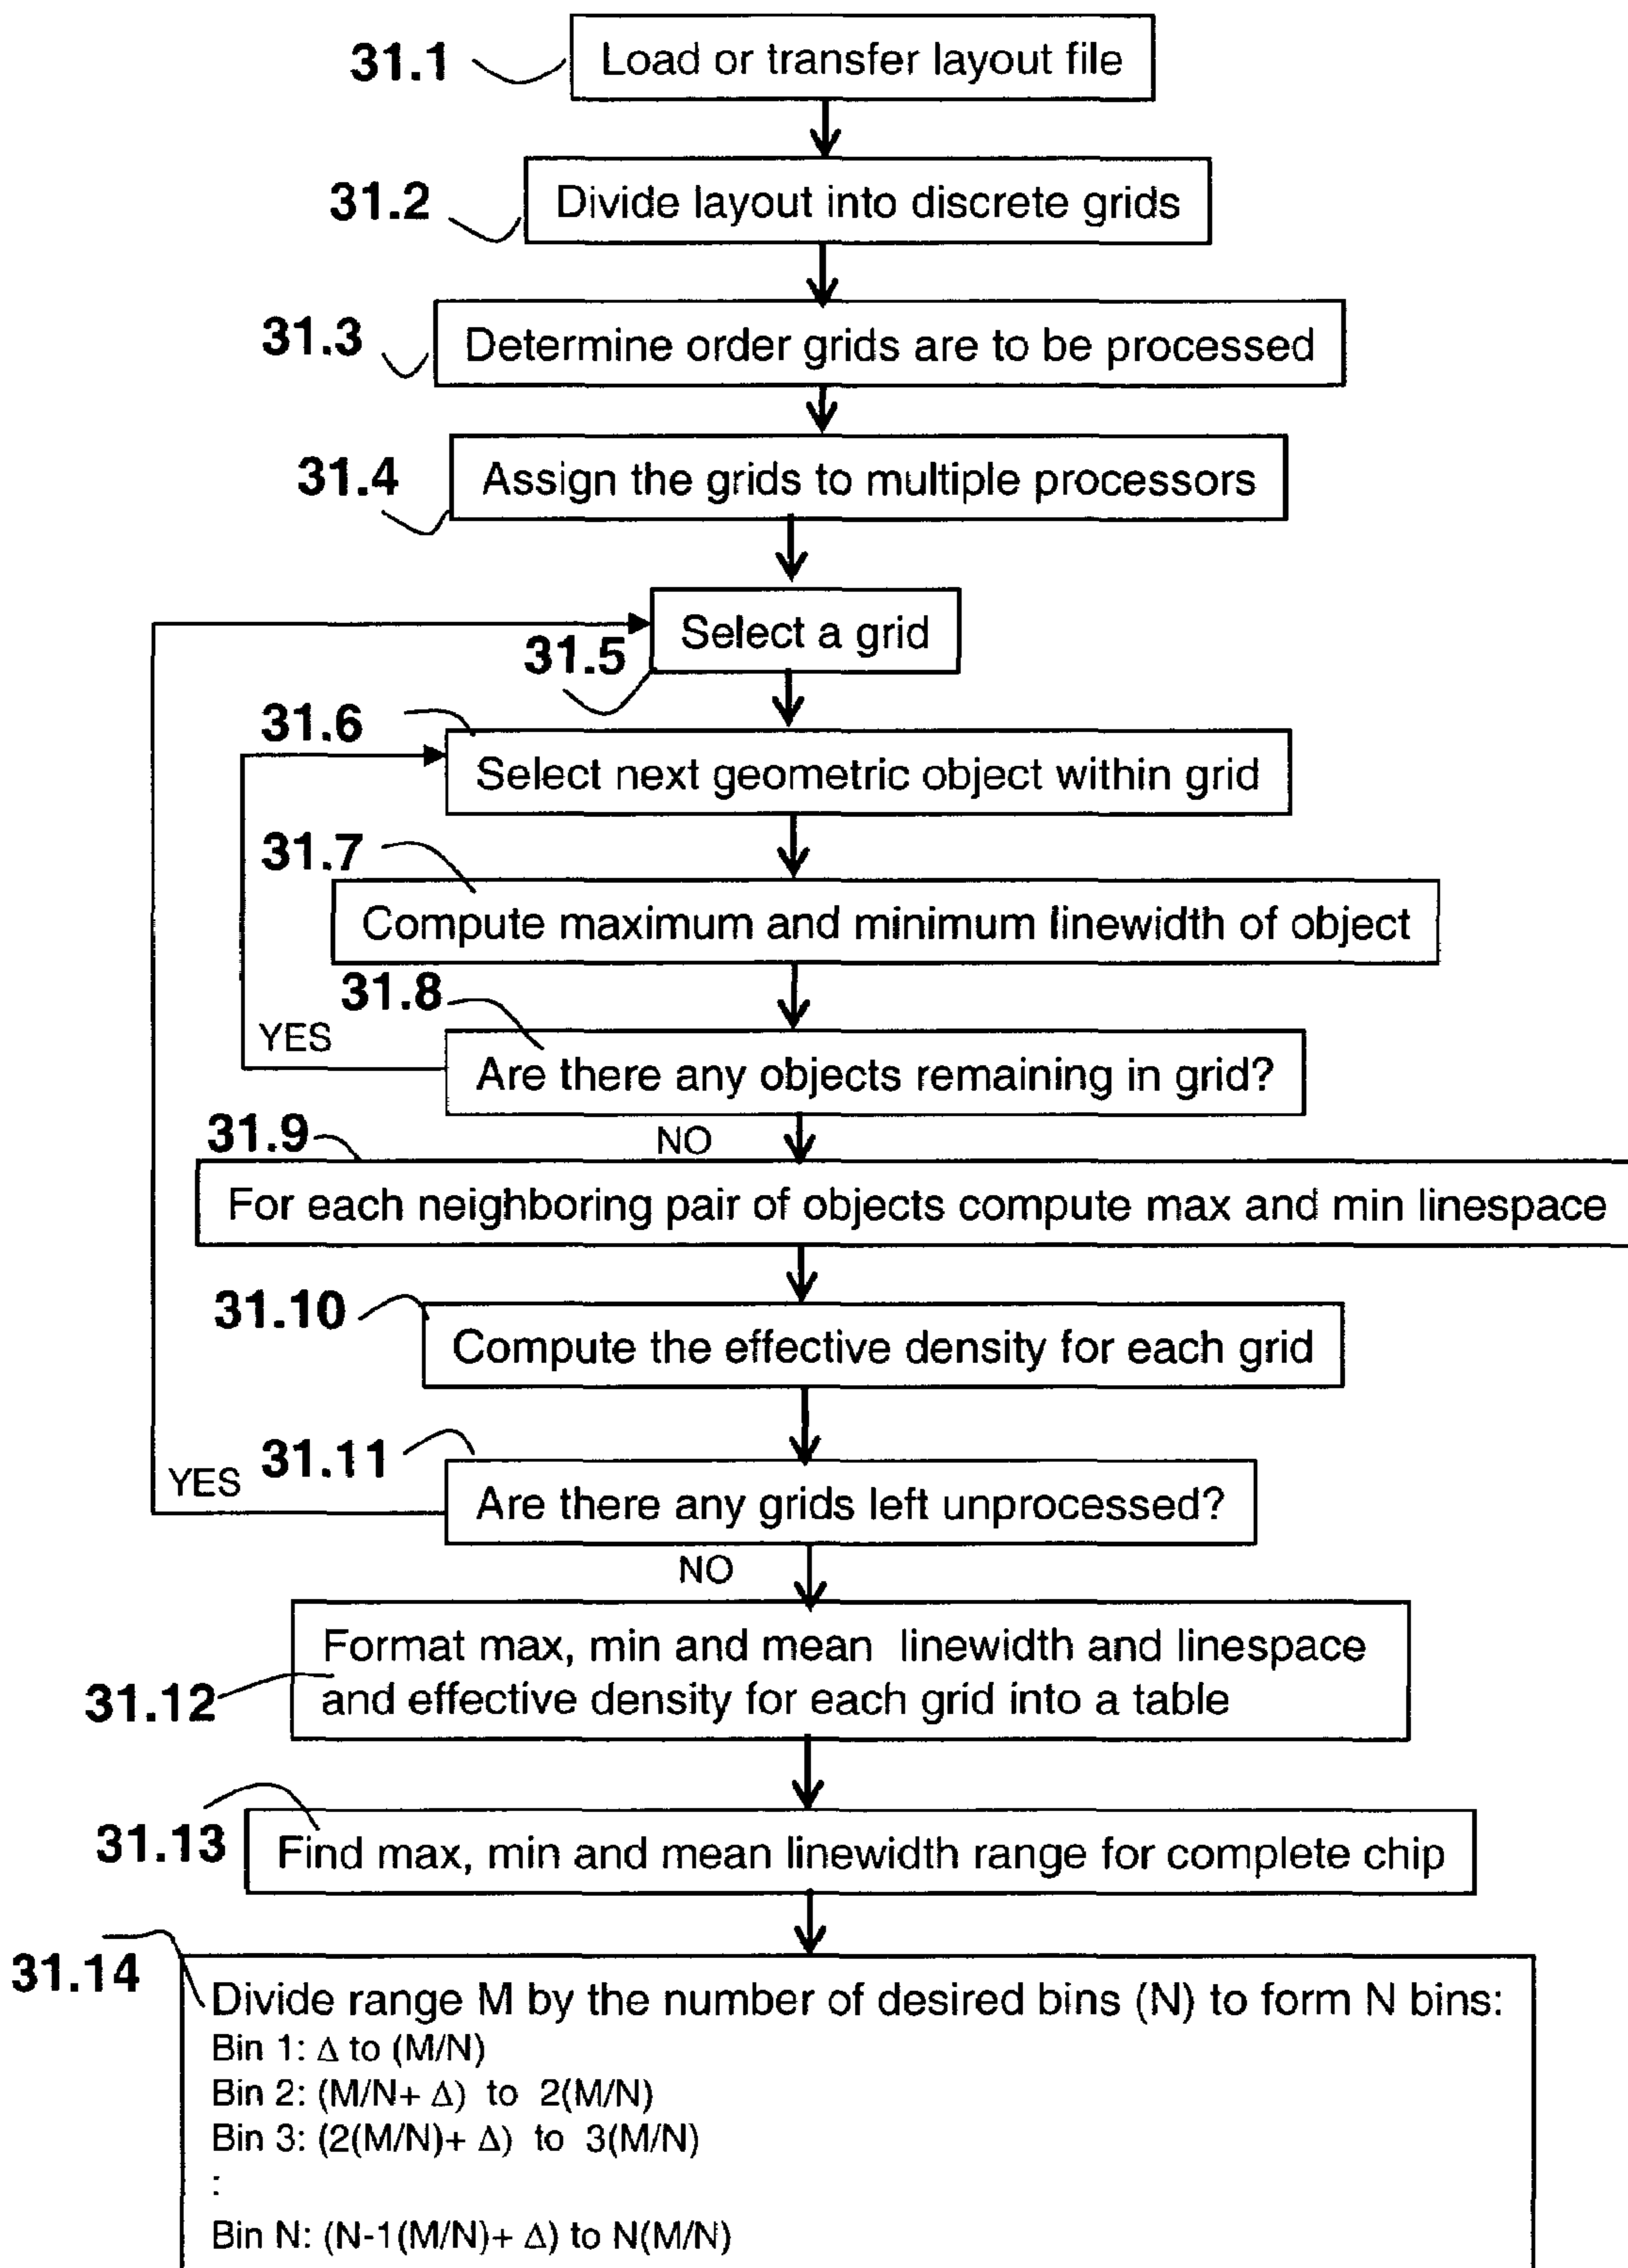 31.1 Load or transfer layout file
31.2 Divide layout into discrete grids
31.3 Determine order grids are to be processed
31.4 Assign the grids to multiple processors
31.5 Select a grid
31.6 Select next geometric object within grid
31.7 Compute maximum and minimum linewidth of object
31.8 Are there any objects remaining in grid?
YES
NO
31.9 For each neighboring pair of objects compute max and min linespace
31.10 Compute the effective density for each grid
31.11 Are there any grids left unprocessed?
YES
NO
31.12 Format max, min and mean linewidth and linespace
and effective density for each grid into a table
31.13 Find max, min and mean linewidth range for complete chip
31.14 Divide range M by the number of desired bins (N) to form N bins:
Bin 1: Δ to (M/N)
Bin 2: (M/N+ Δ) to 2(M/N)
Bin 3: (2(M/N)+ Δ) to 3(M/N)
:
Bin N: (N-1(M/N)+ Δ) to N(M/N)